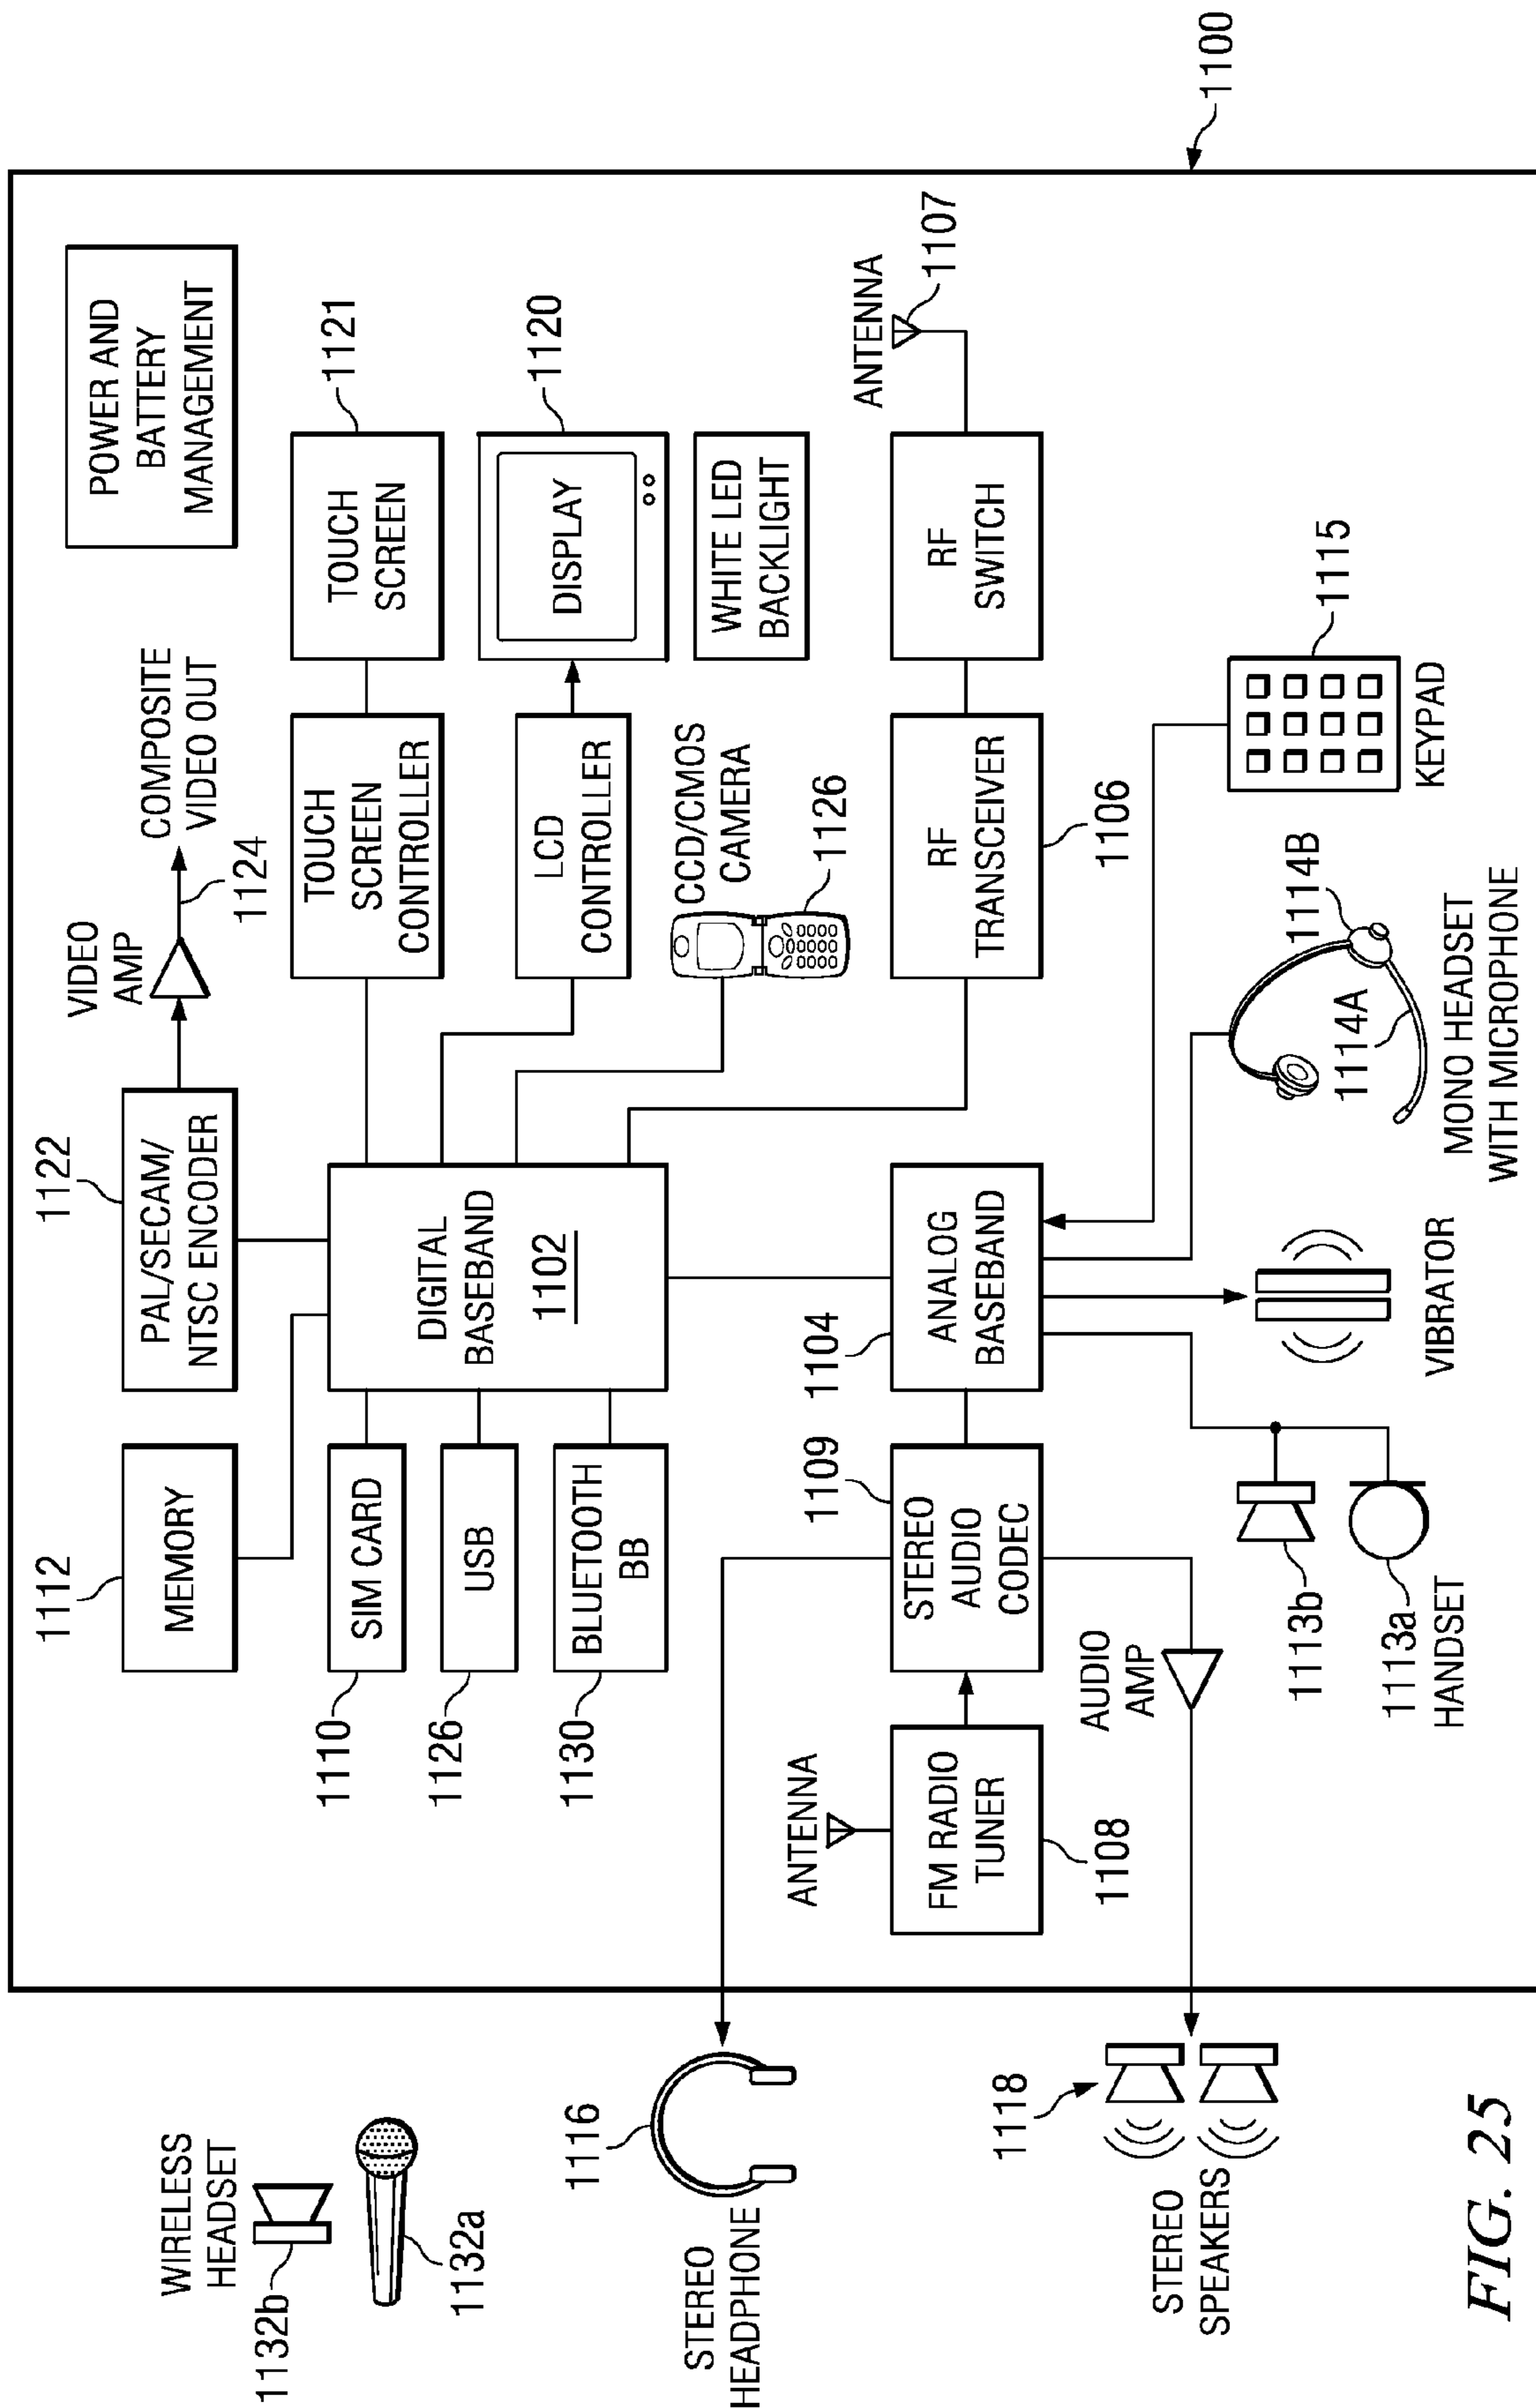 1100
POWER AND
BATTERY
MANAGEMENT
COMPOSITE
VIDEO OUT
VIDEO
AMP
1124
1122
PAL/SECAM/
NTSC ENCODER
1112
MEMORY
TOUCH
SCREEN
1121
TOUCH
SCREEN
CONTROLLER
DISPLAY
1120
LCD
CONTROLLER
WHITE LED
BACKLIGHT
CCD/CMOS
CAMERA
1126
DIGITAL
BASEBAND
1102
SIM CARD
1110
USB
1126
BLUETOOTH
BB
1130
WIRELESS
HEADSET
1132b
1132a
ANTENNA
1107
RF
SWITCH
RF
TRANSCEIVER
1106
ANALOG
BASEBAND
1104
STEREO
AUDIO
CODEC
1109
ANTENNA
FM RADIO
TUNER
1108
AUDIO
AMP
1116
STEREO
HEADPHONE
1118
STEREO
SPEAKERS
1115
KEYPAD
1114B
1114A
MONO HEADSET
WITH MICROPHONE
VIBRATOR
1113b
1113a
HANDSET
FIG. 25